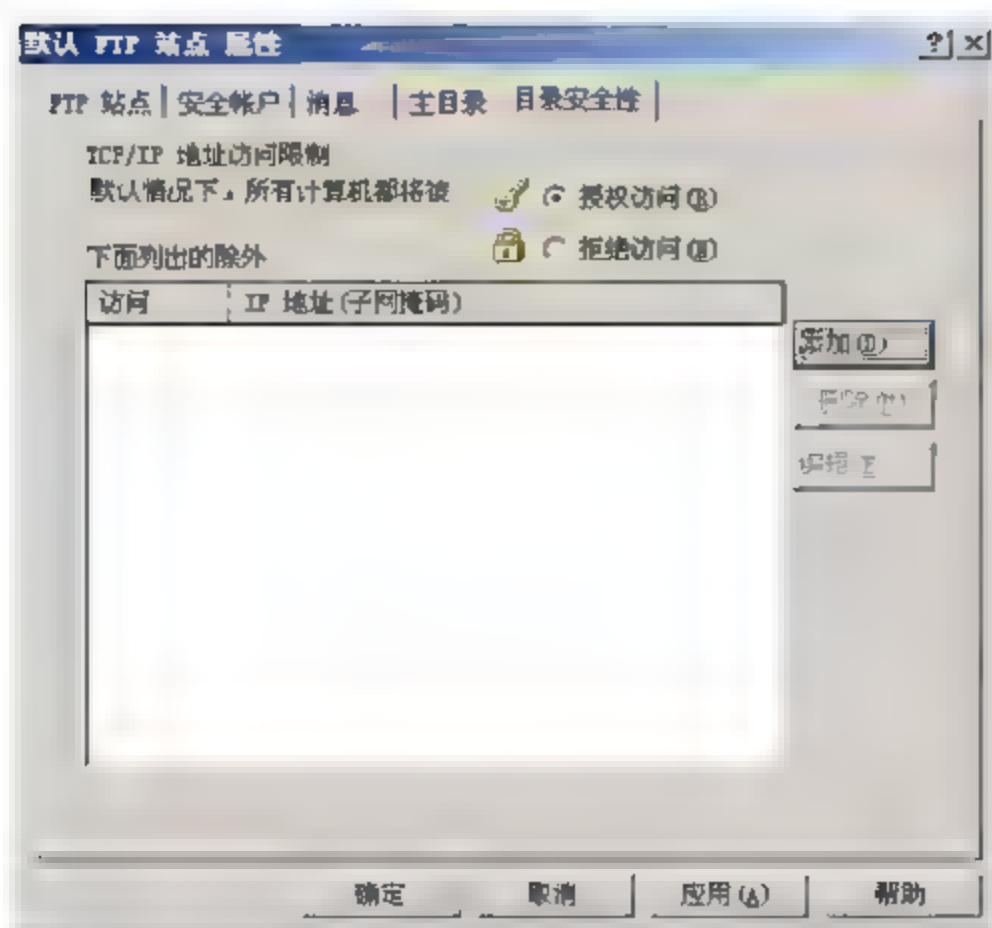 默认 FTP 站点 属性
FTP 站点 安全帐户 消息 主目录 目录安全性
TCP/IP 地址访问限制
默认情况下，所有计算机都将被 授权访问(R)
拒绝访问(N)
下面列出的除外
访问 IP 地址(子网掩码)
添加(D)
删除
编辑
确定 取消 应用(A) 帮助